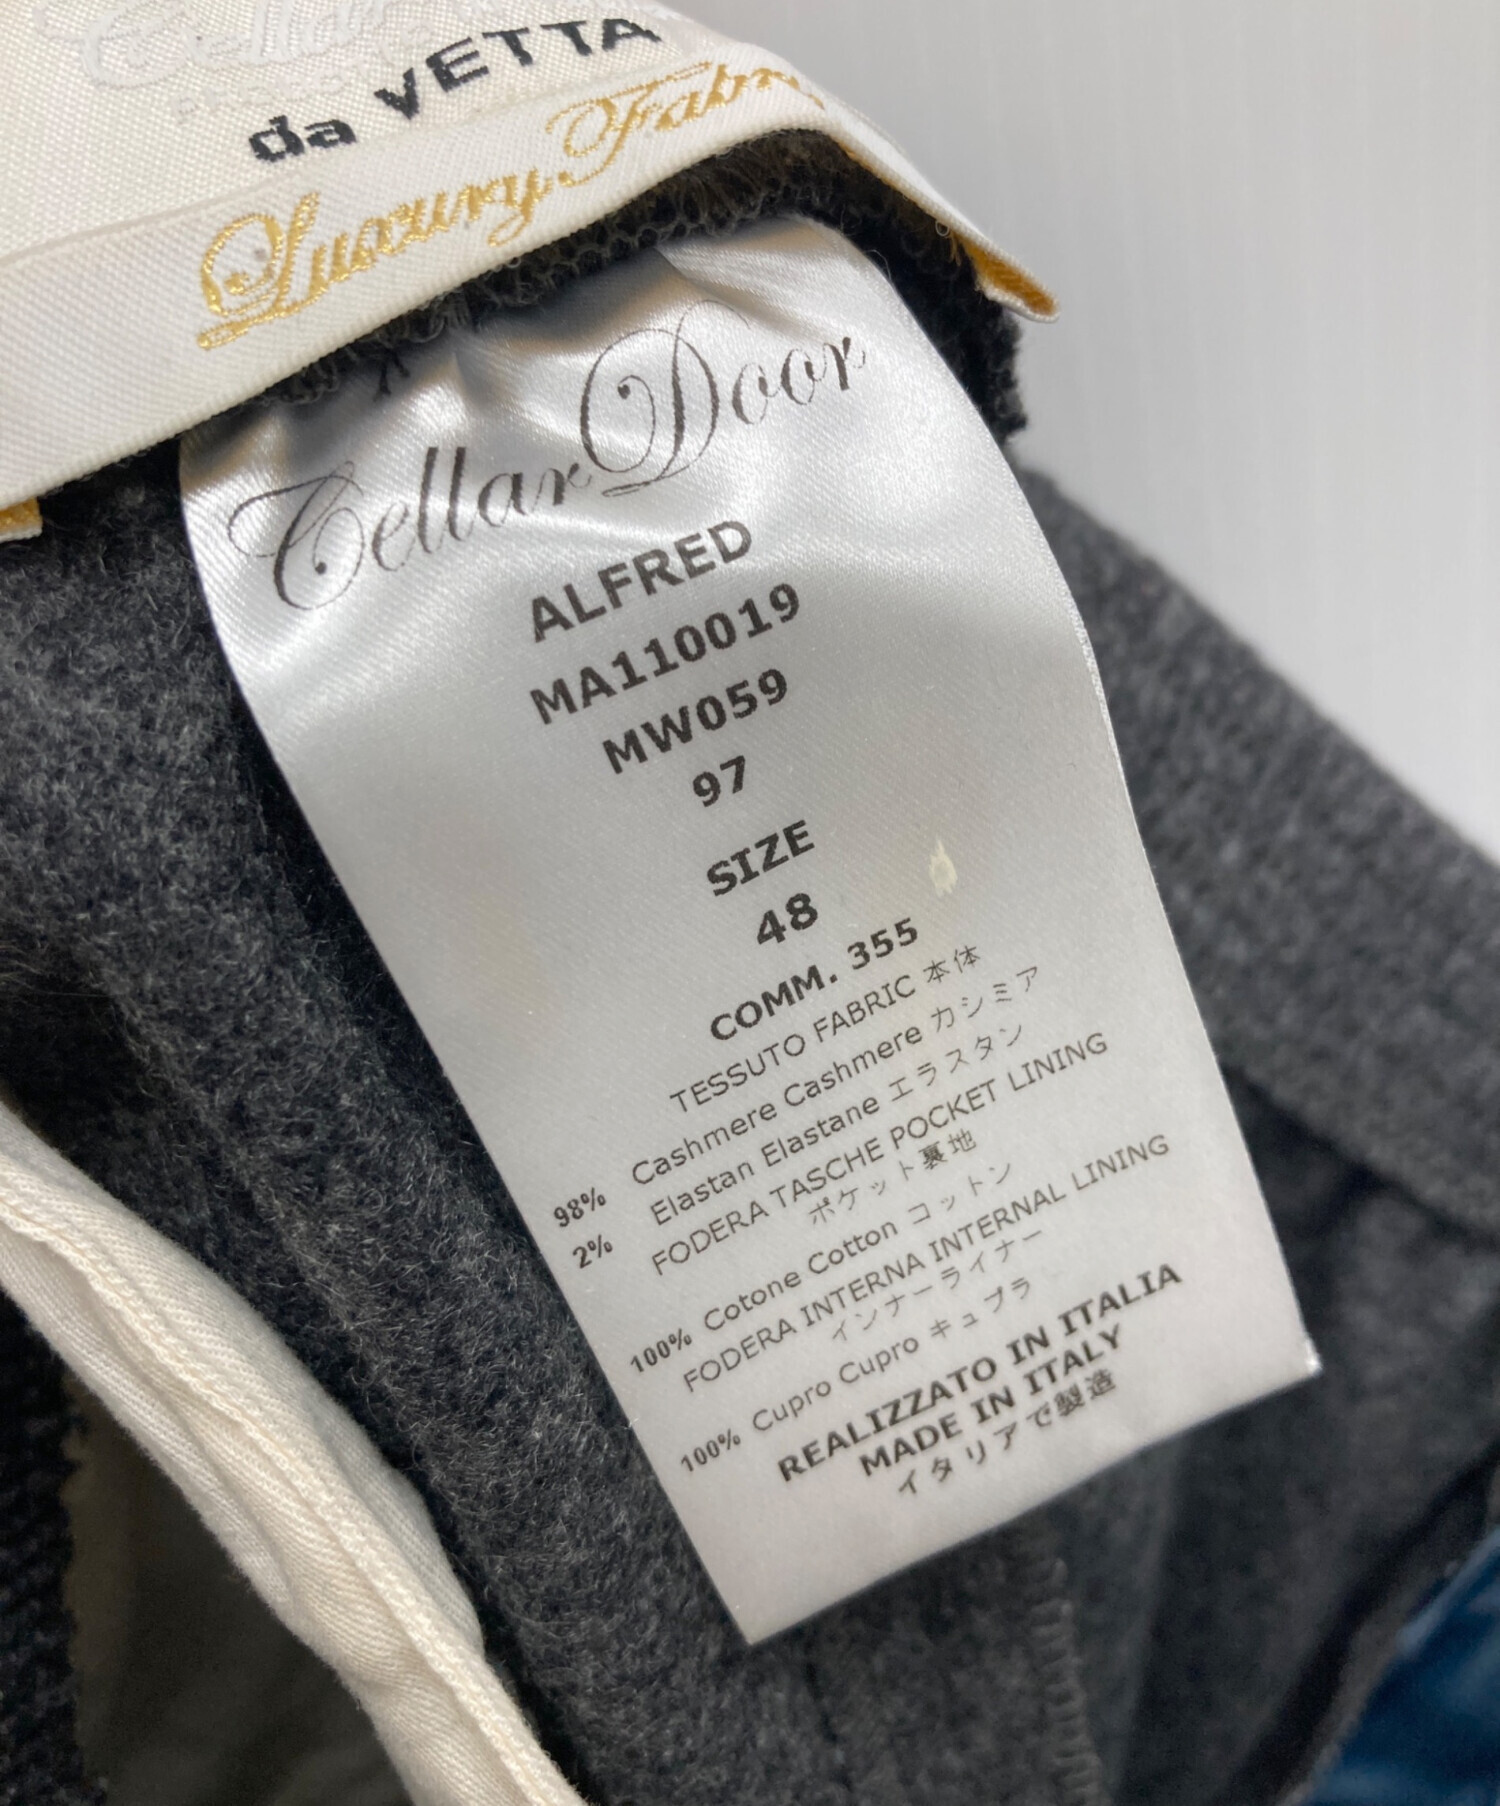 Cellar
da VETTA
Luxury Fabric
Cellar Door
ALFRED
MA110019
MW059
97
SIZE
48
COMM. 355
TESSUTO FABRIC 本体
98% Cashmere Cashmere カシミア
2% Elastan Elastane エラスタン
FODERA TASCHE POCKET LINING
ポケット裏地
100% Cotone Cotton コットン
FODERA INTERNA INTERNAL LINING
インナーライナー
100% Cupro Cupro キュプラ
REALIZZATO IN ITALIA
MADE IN ITALY
イタリアで製造